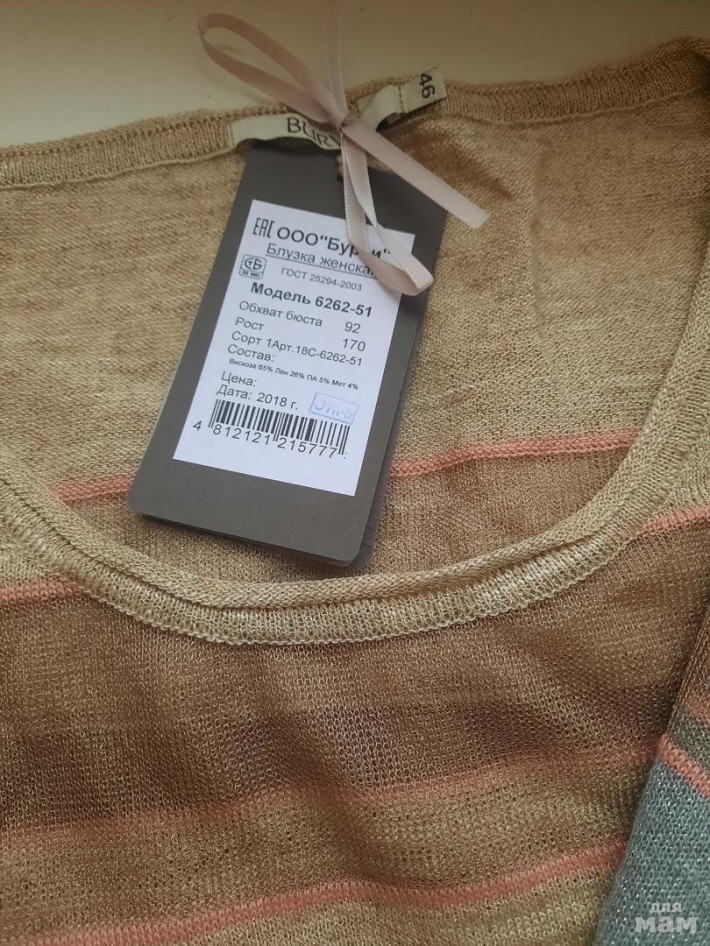 46
EAC ООО"Бур
Блузка женска
СТБ
ГОСТ 25294-2003
Модель 6262-51
Обхват бюста 92
Рост 170
Сорт 1Арт.18С-6262-51
Состав:
Вискоза 65% Лен 26% ПА 5% Мет 4%
Цена:
Дата: 2018 г.
4 812121 215777
для
мам